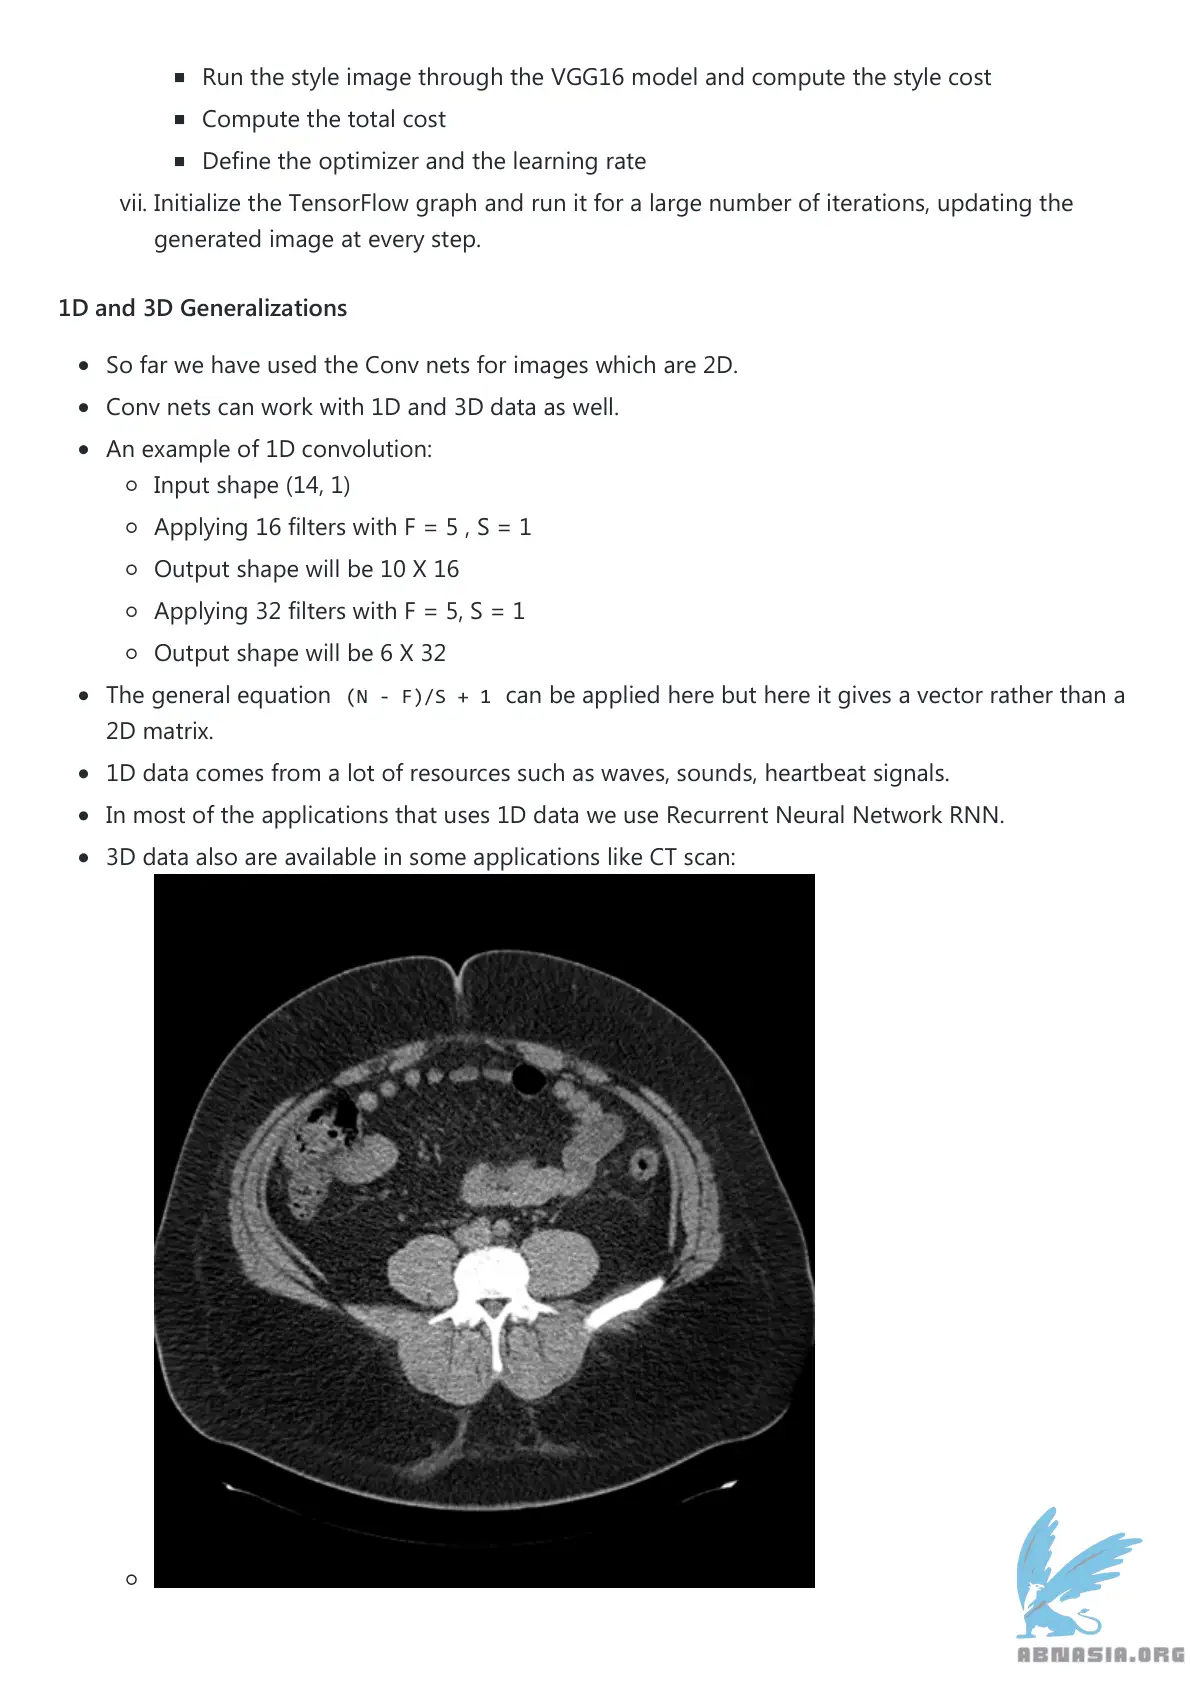 ▪ Run the style image through the VGG16 model and compute the style cost
▪ Compute the total cost
▪ Define the optimizer and the learning rate
vii. Initialize the TensorFlow graph and run it for a large number of iterations, updating the
generated image at every step.
1D and 3D Generalizations
• So far we have used the Conv nets for images which are 2D.
• Conv nets can work with 1D and 3D data as well.
• An example of 1D convolution:
○ Input shape (14, 1)
○ Applying 16 filters with F = 5 , S = 1
○ Output shape will be 10 X 16
○ Applying 32 filters with F = 5, S = 1
○ Output shape will be 6 X 32
• The general equation (N - F)/S + 1 can be applied here but here it gives a vector rather than a
2D matrix.
• 1D data comes from a lot of resources such as waves, sounds, heartbeat signals.
• In most of the applications that uses 1D data we use Recurrent Neural Network RNN.
• 3D data also are available in some applications like CT scan:
ABNASIA.ORG